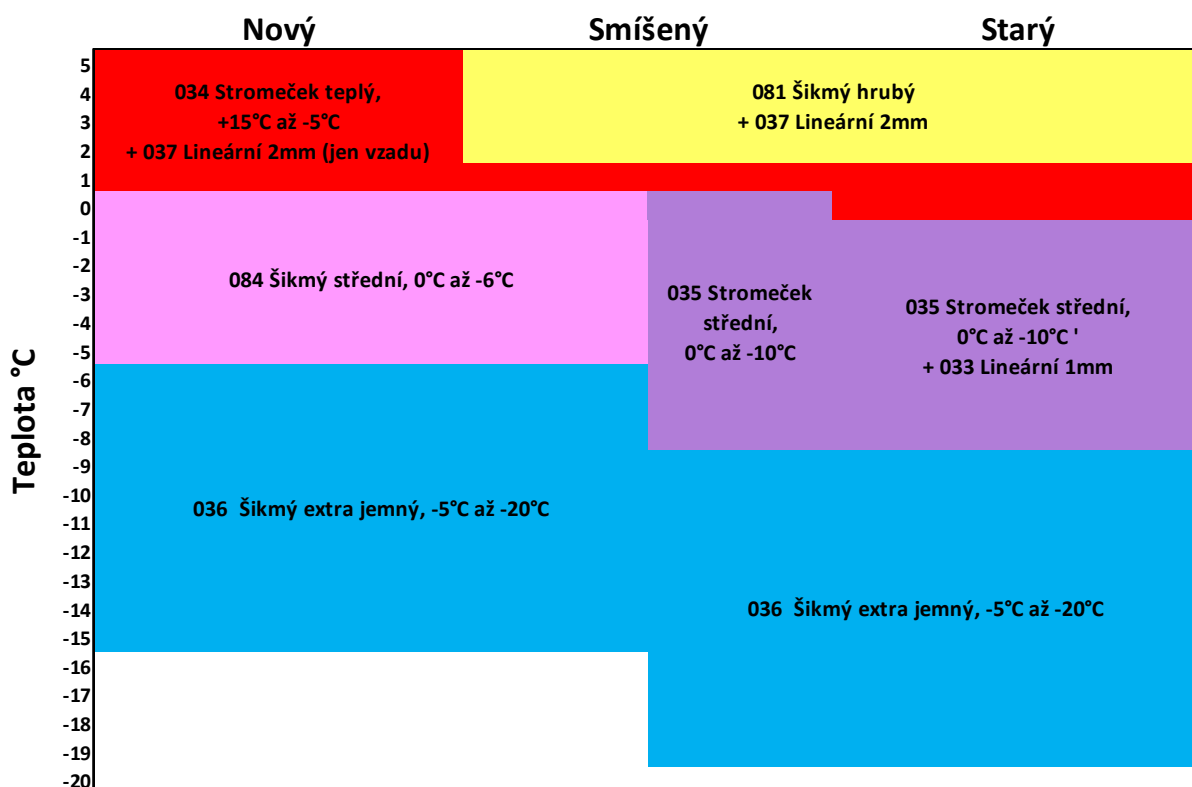 Nový Smíšený Starý
034 Stromeček teplý,
+15°C až -5°C
+ 037 Lineární 2mm (jen vzadu)
081 Šikmý hrubý
+ 037 Lineární 2mm
084 Šikmý střední, 0°C až -6°C
035 Stromeček
střední,
0°C až -10°C
035 Stromeček střední,
0°C až -10°C '
+ 033 Lineární 1mm
036  Šikmý extra jemný, -5°C až -20°C
036  Šikmý extra jemný, -5°C až -20°C
Teplota °C
5
4
3
2
1
0
-1
-2
-3
-4
-5
-6
-7
-8
-9
-10
-11
-12
-13
-14
-15
-16
-17
-18
-19
-20